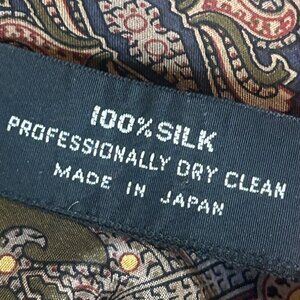 100% SILK
PROFESSIONALLY DRY CLEAN
MADE IN JAPAN